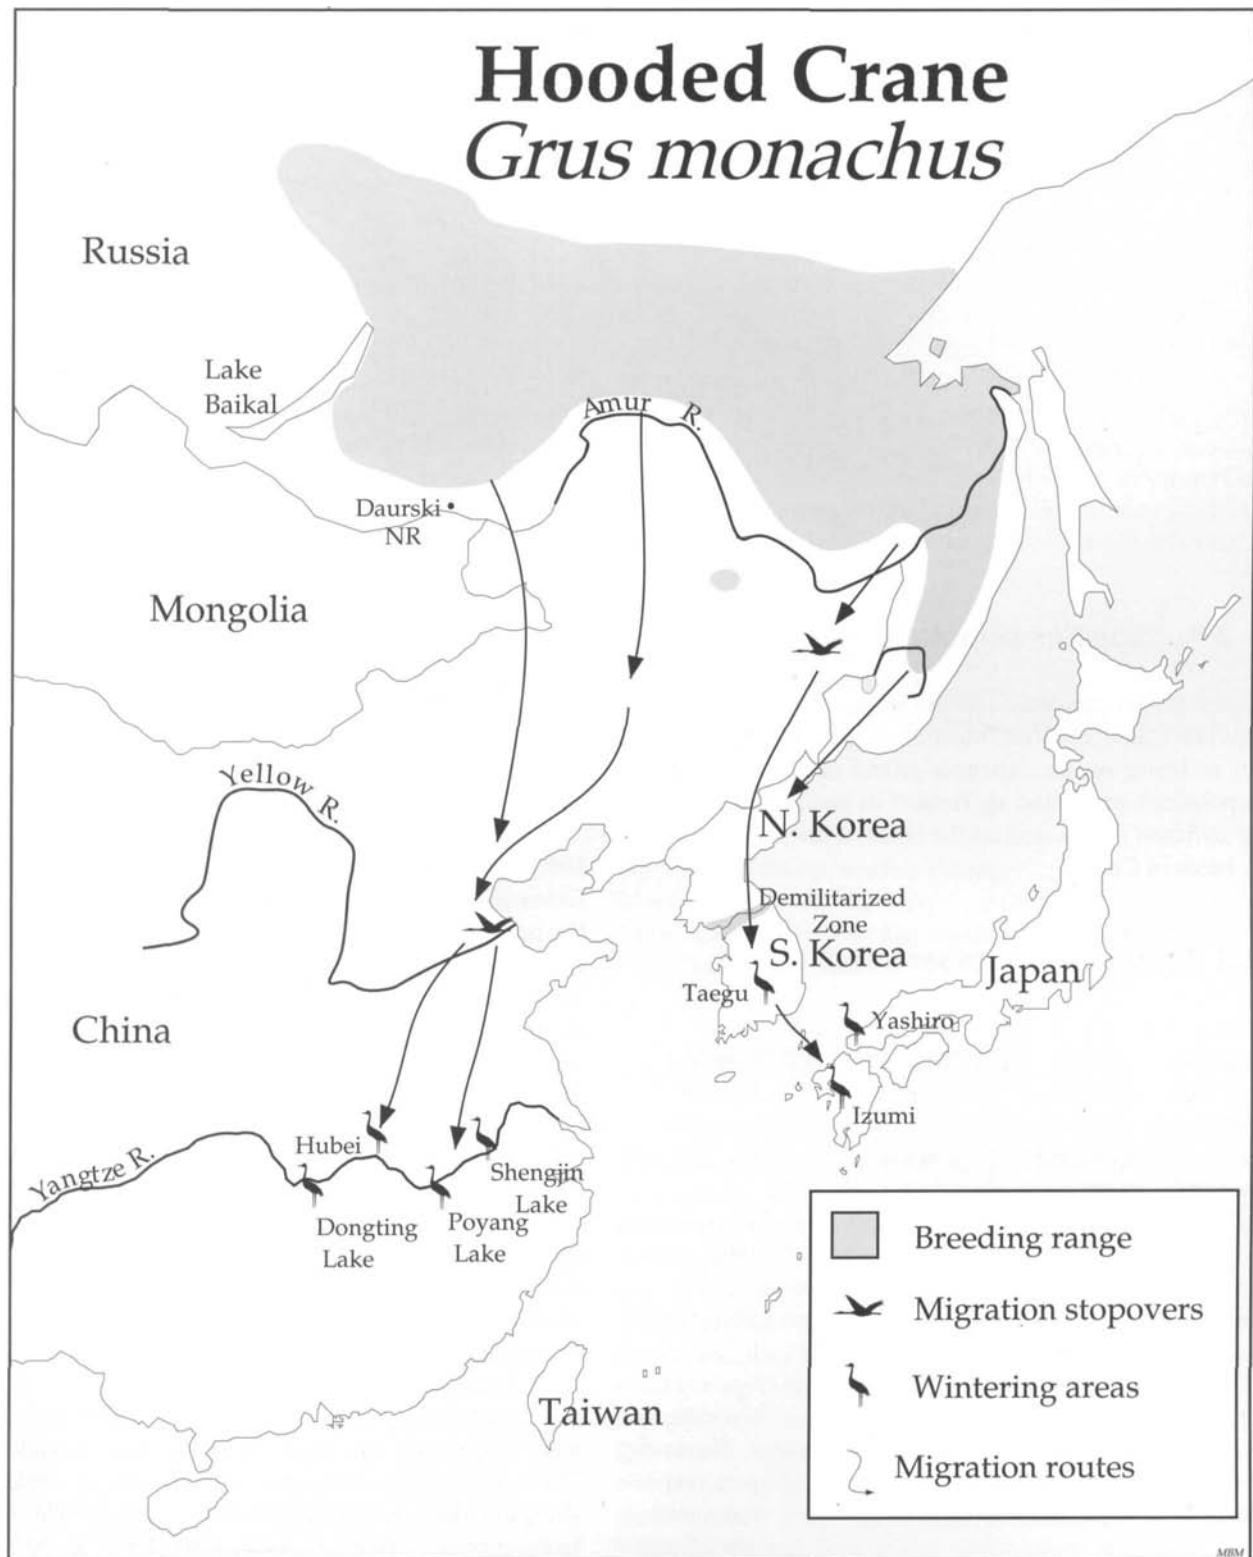 Hooded Crane
Grus monachus
Russia
Lake
Baikal
Amur R.
Daurski
NR
Mongolia
Yellow R.
N. Korea
Demilitarized
Zone
S. Korea
Japan
Taegu
Yashiro
China
Izumi
Hubei
Yangtze R.
Shengjin
Lake
Dongting
Lake
Poyang
Lake
Taiwan
Breeding range
Migration stopovers
Wintering areas
Migration routes
MBM